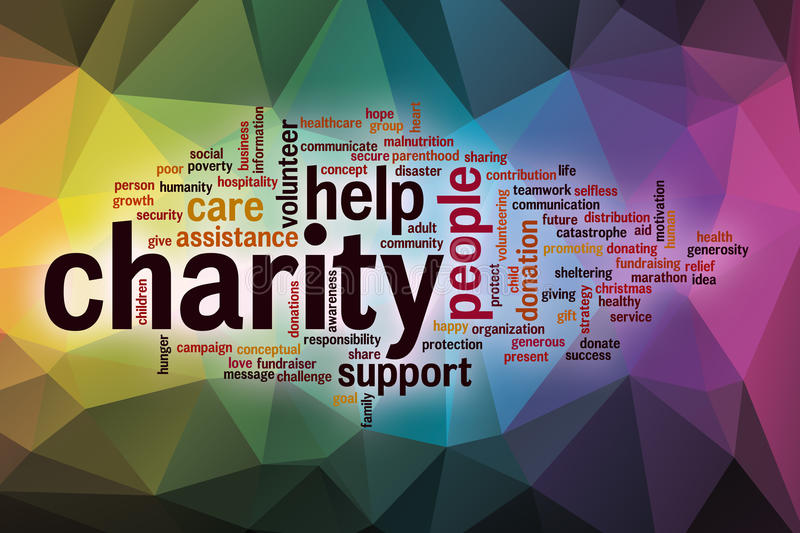 hope
healthcare group heart
business information volunteer communicate malnutrition
social secure parenthood sharing
poor poverty concept disaster contribution life
person humanity hospitality help people teamwork selfless
growth care volunteering communication motivation
security adult future distribution human
give assistance community catastrophe aid health
charity protect child donation promoting donating generosity
children donations awareness sheltering fundraising relief
marathon idea
giving strategy christmas
healthy
happy organization gift service
hunger campaign conceptual responsibility protection generous donate
love fundraiser share present success
message challenge support
goal family